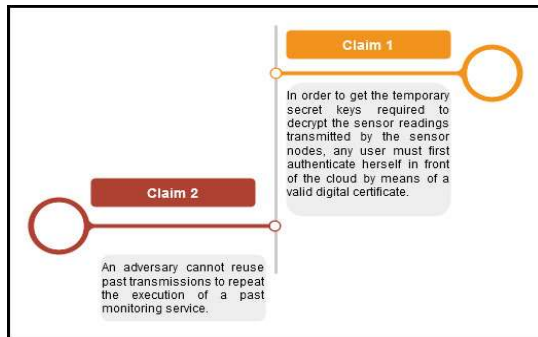 Claim 1
In order to get the temporary
secret keys required to
decrypt the sensor readings
transmitted by the sensor
nodes, any user must first
authenticate herself in front
of the cloud by means of a
valid digital certificate.
Claim 2
An adversary cannot reuse
past transmissions to repeat
the execution of a past
monitoring service.